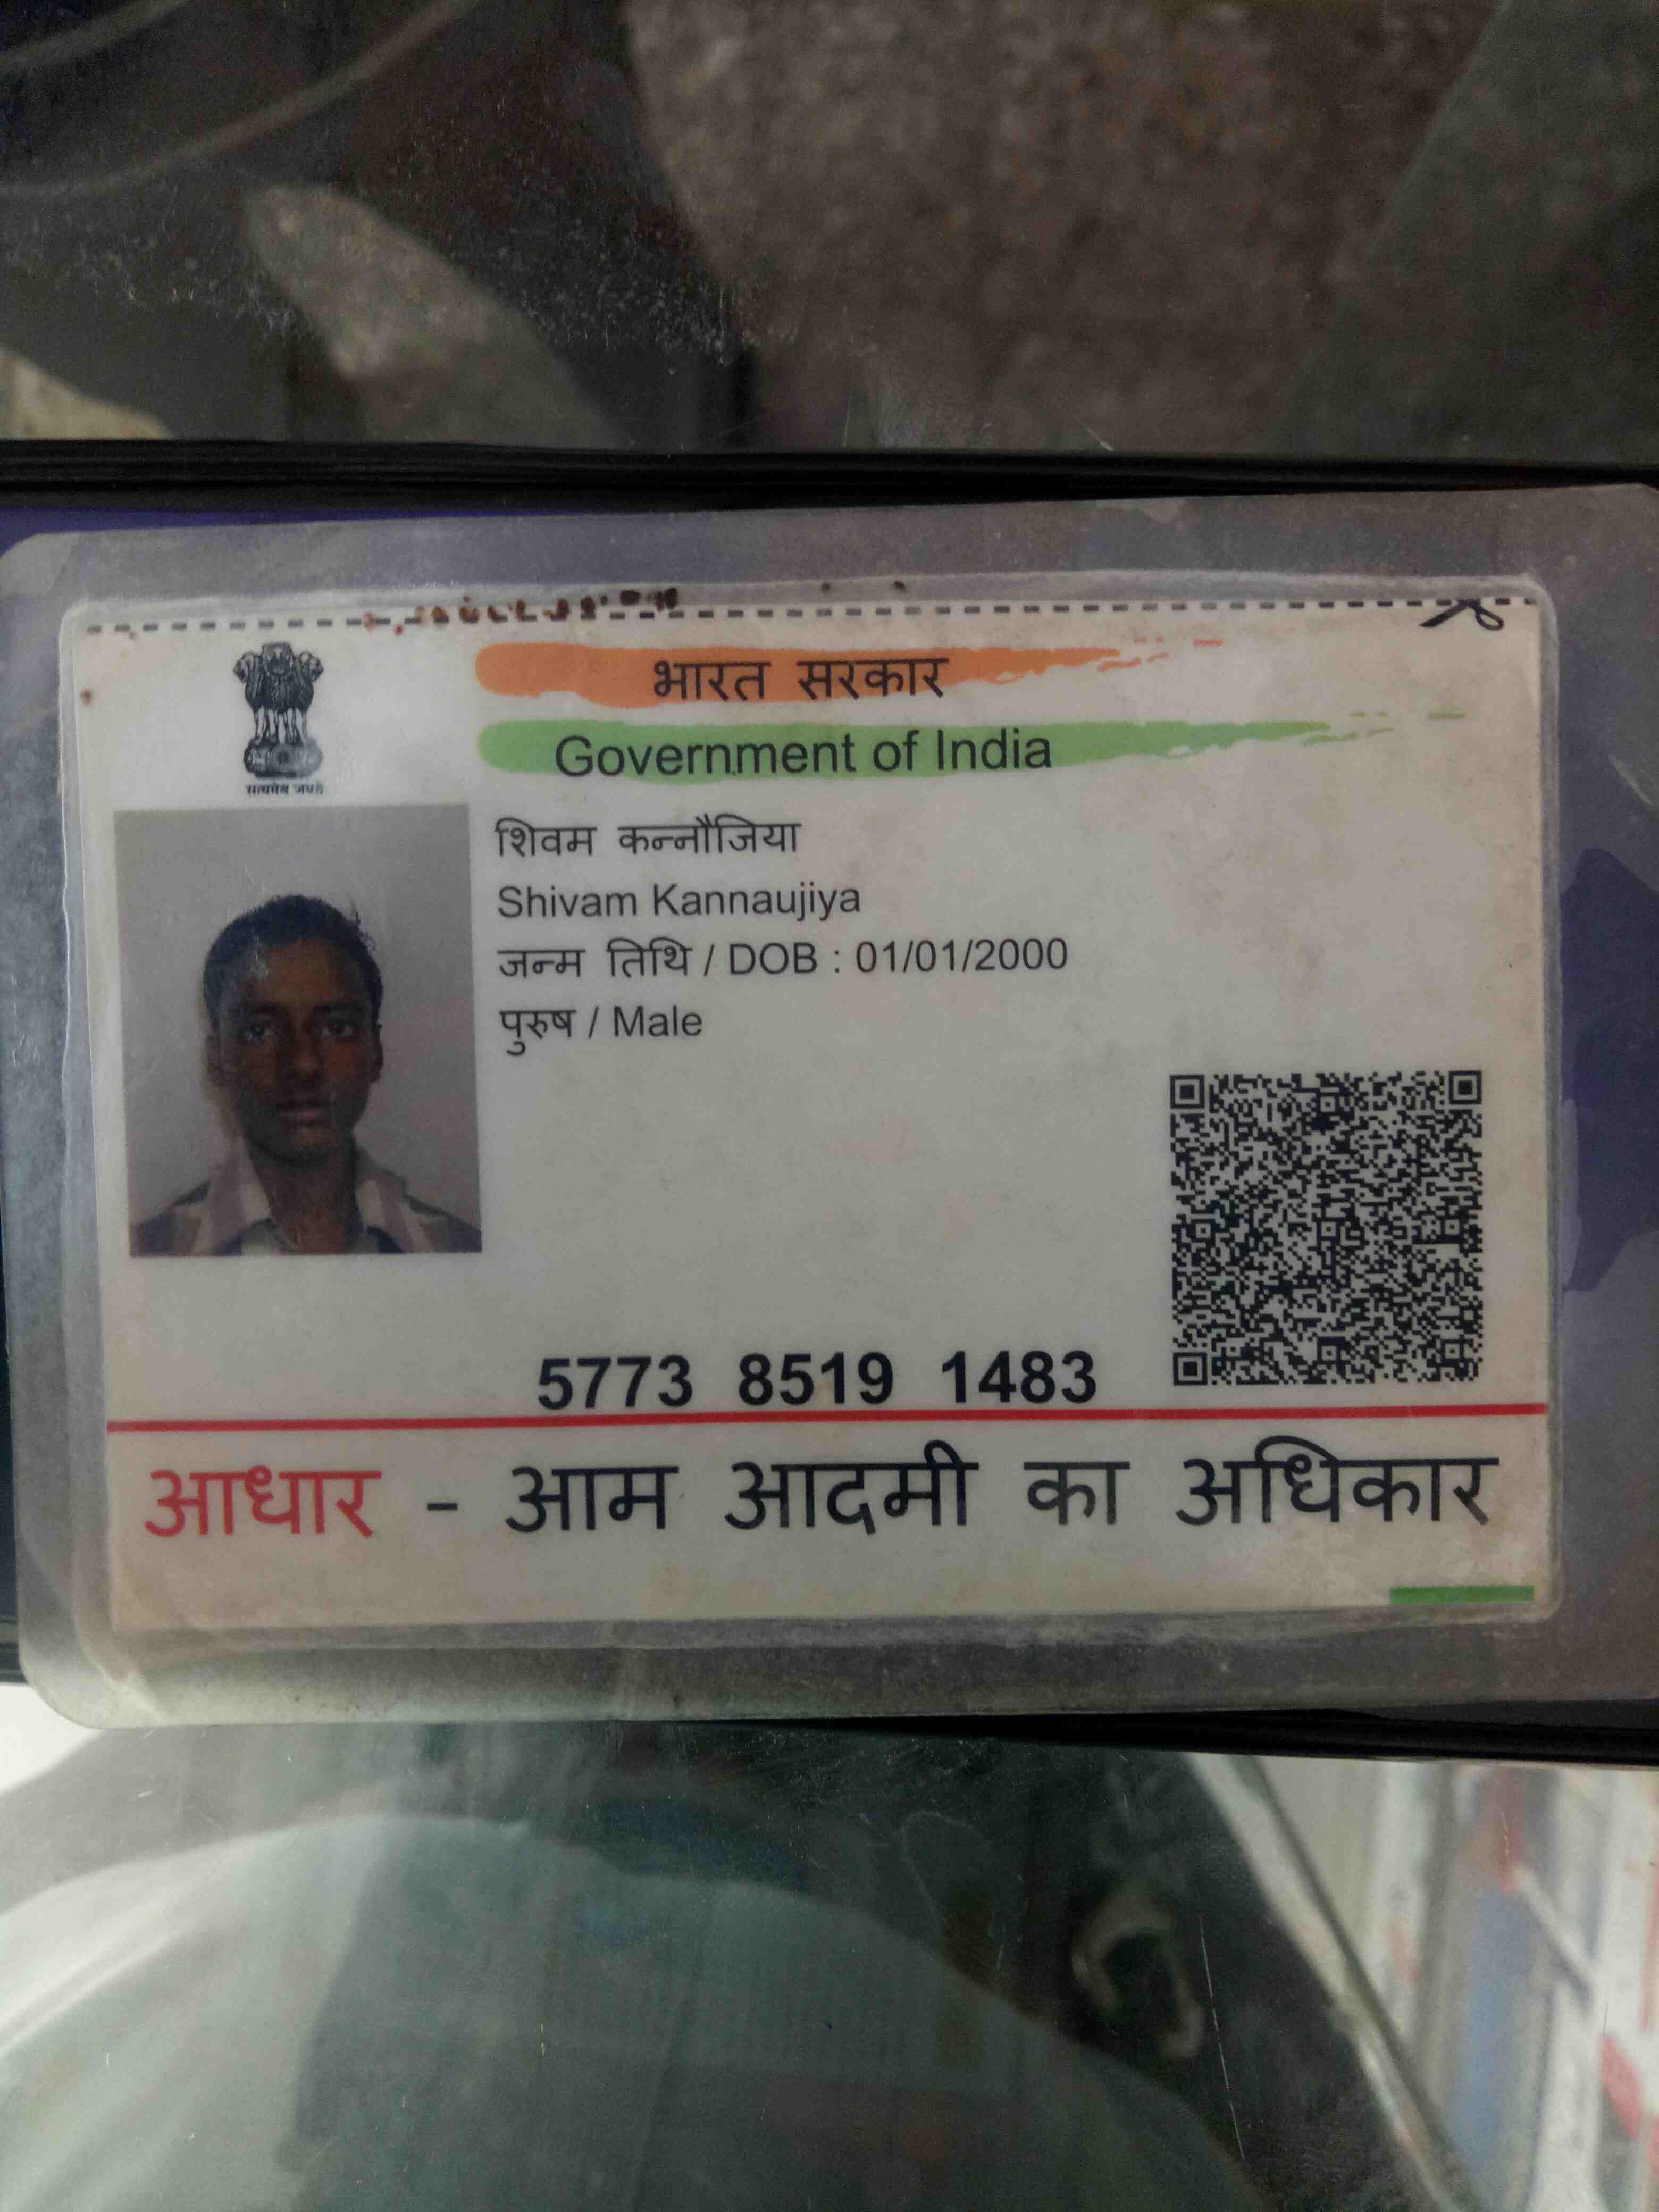 भारत सरकार
Government of India
सत्यमेव जयते
शिवम कन्नौजिया
Shivam Kannaujiya
जन्म तिथि / DOB : 01/01/2000
पुरुष / Male
5773 8519 1483
आधार - आम आदमी का अधिकार